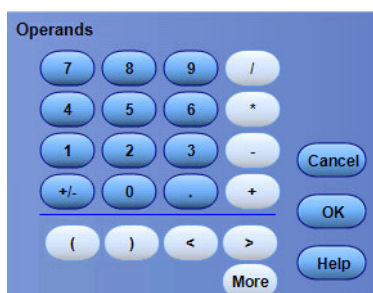 Operands
7 8 9 /
4 5 6 *
1 2 3 -
Cancel
+/- 0 . +
OK
( ) < >
Help
More